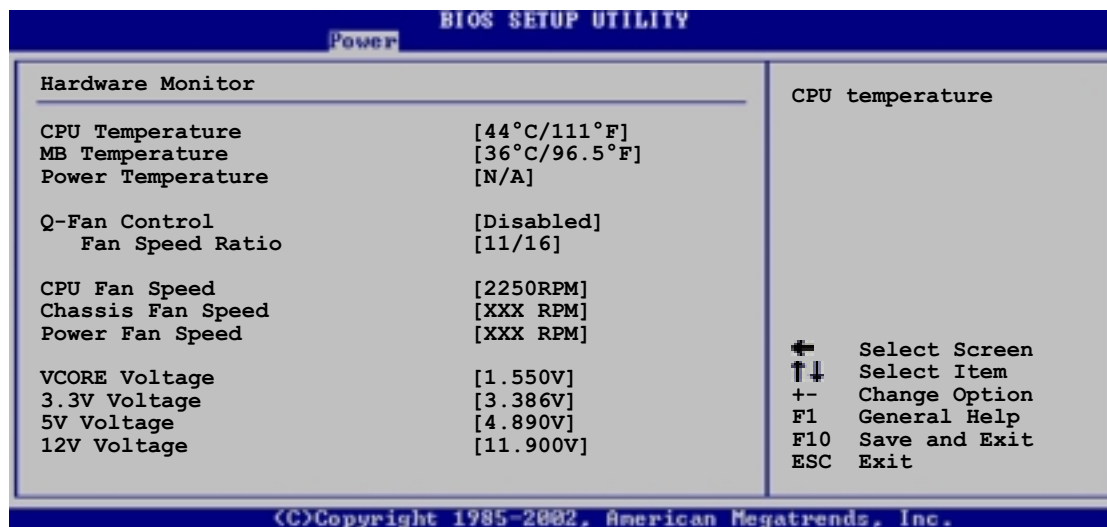 BIOS SETUP UTILITY
Power
Hardware Monitor
CPU Temperature [44°C/111°F]
MB Temperature [36°C/96.5°F]
Power Temperature [N/A]
Q-Fan Control [Disabled]
Fan Speed Ratio [11/16]
CPU Fan Speed [2250RPM]
Chassis Fan Speed [XXX RPM]
Power Fan Speed [XXX RPM]
VCORE Voltage [1.550V]
3.3V Voltage [3.386V]
5V Voltage [4.890V]
12V Voltage [11.900V]
CPU temperature
← Select Screen
↑↓ Select Item
+- Change Option
F1 General Help
F10 Save and Exit
ESC Exit
(C)Copyright 1985-2002, American Megatrends, Inc.